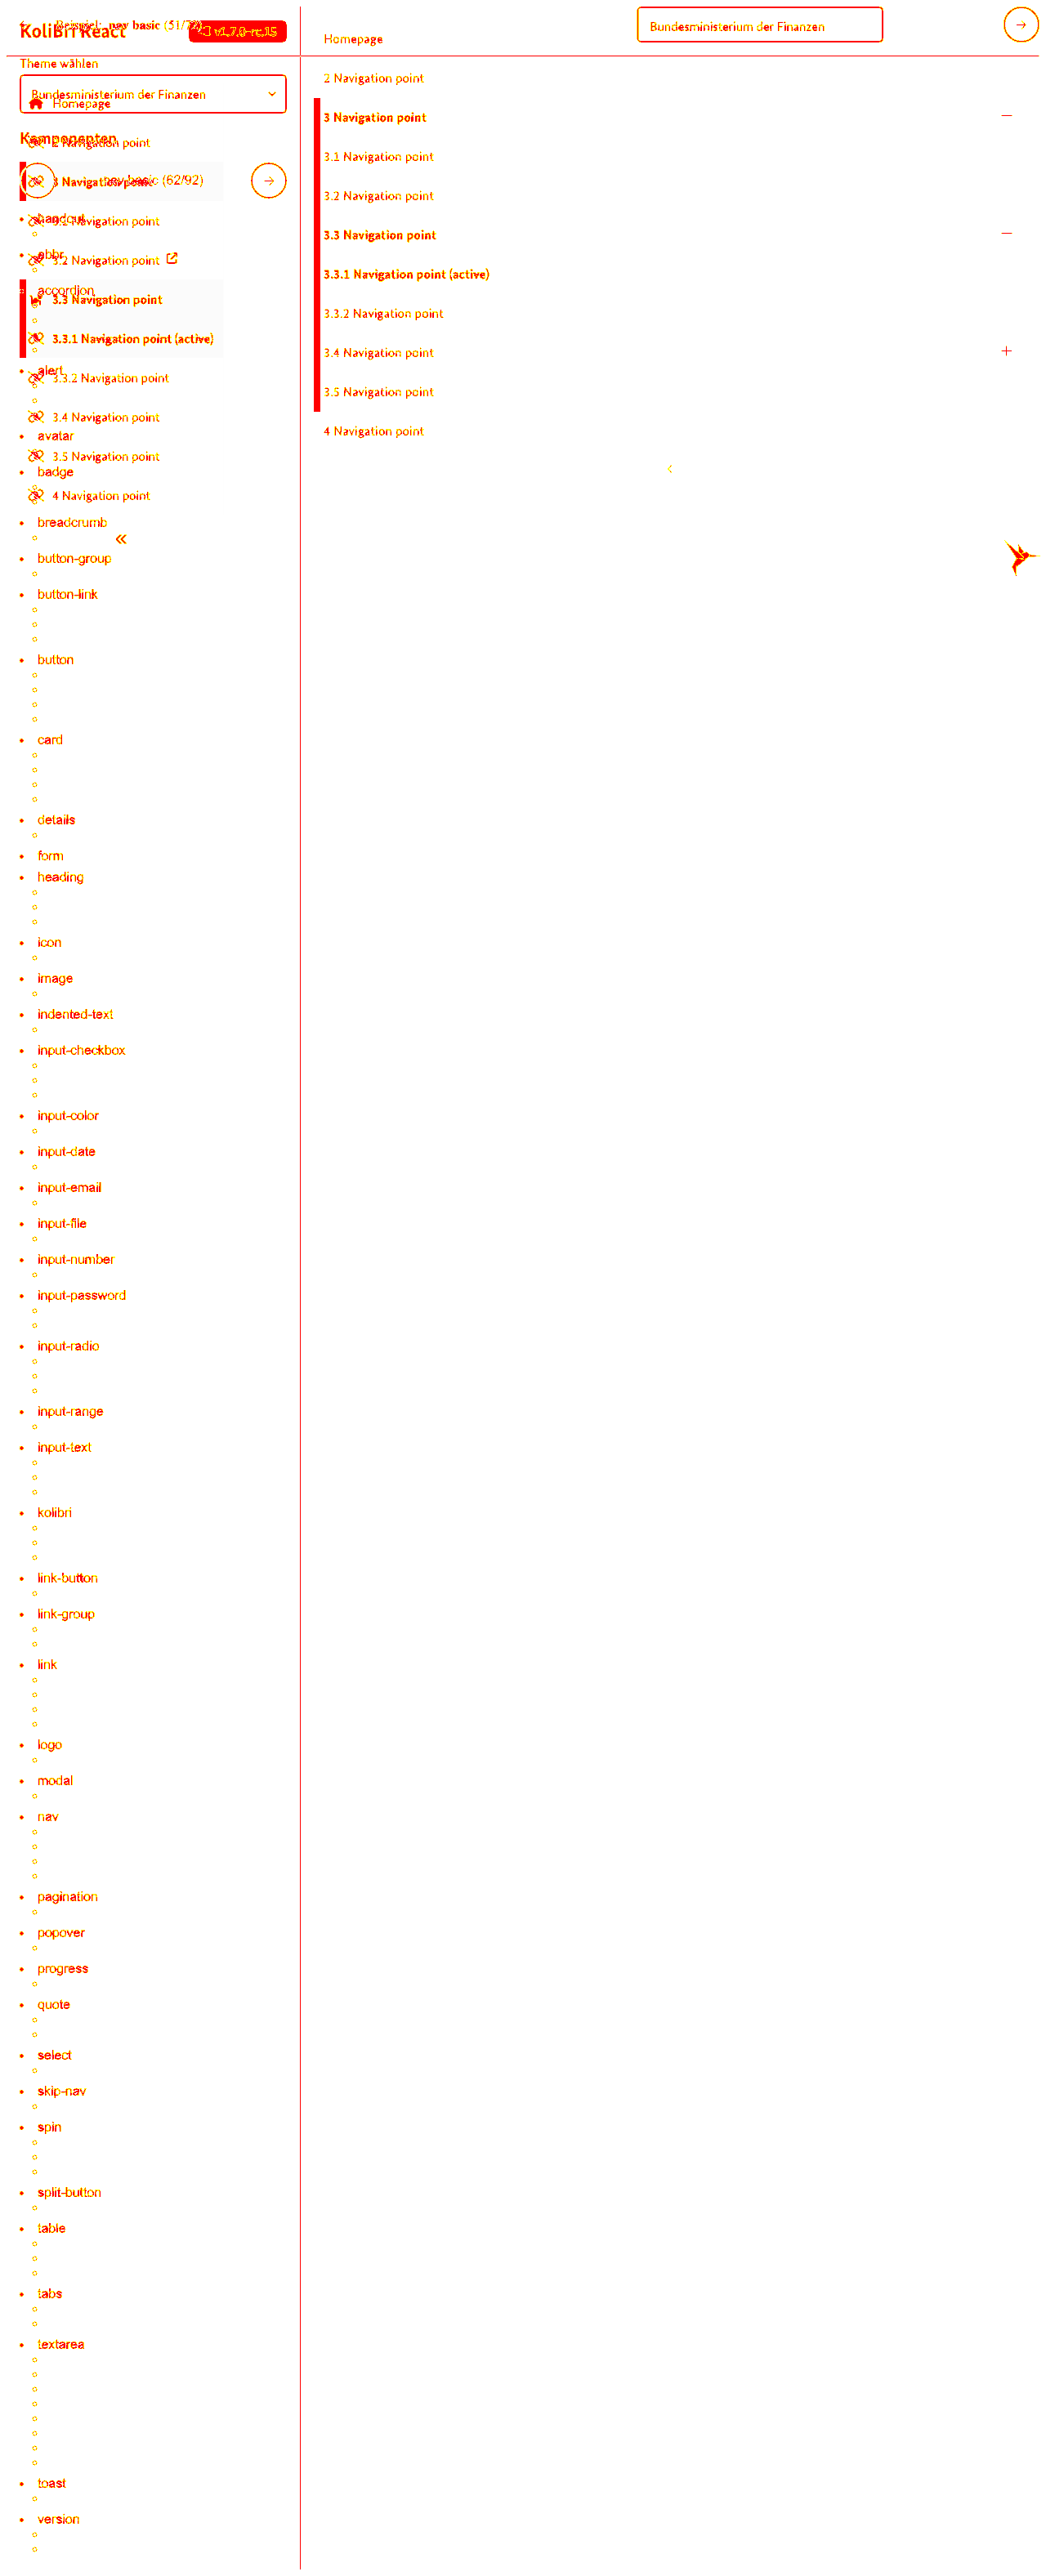 KoliBri React
Beispiel: nav basic
v1.7.0-rc.15
Homepage
Bundesministerium der Finanzen
Theme wählen
Bundesministerium der Finanzen
Homepage
Komponenten
2 Navigation point
nav basic (62/92)
3 Navigation point
handout
3.1 Navigation point
abbr
3.2 Navigation point
accordion
3.3 Navigation point
3.3.1 Navigation point (active)
alert
3.3.2 Navigation point
3.4 Navigation point
avatar
3.5 Navigation point
badge
4 Navigation point
breadcrumb
button-group
button-link
button
card
details
form
heading
icon
image
indented-text
input-checkbox
input-color
input-date
input-email
input-file
input-number
input-password
input-radio
input-range
input-text
kolibri
link-button
link-group
link
logo
modal
nav
pagination
popover
progress
quote
select
skip-nav
spin
split-button
table
tabs
textarea
toast
version
2 Navigation point
3 Navigation point
3.1 Navigation point
3.2 Navigation point
3.3 Navigation point
3.3.1 Navigation point (active)
3.3.2 Navigation point
3.4 Navigation point
3.5 Navigation point
4 Navigation point